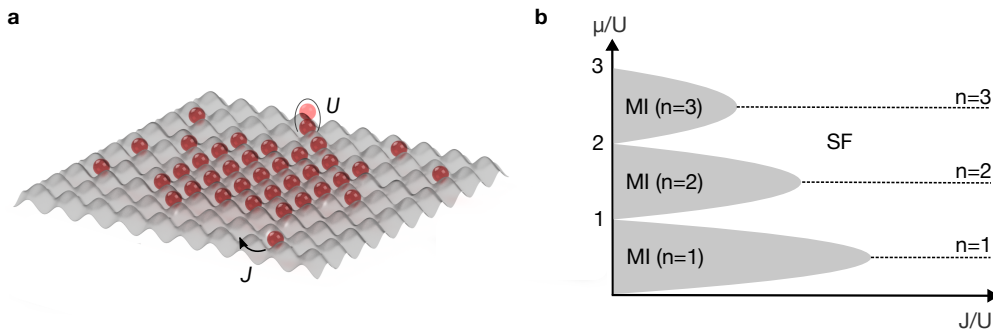 a
U
J
b
μ/U
3
MI (n=3)
n=3
SF
2
MI (n=2)
n=2
1
MI (n=1)
n=1
J/U